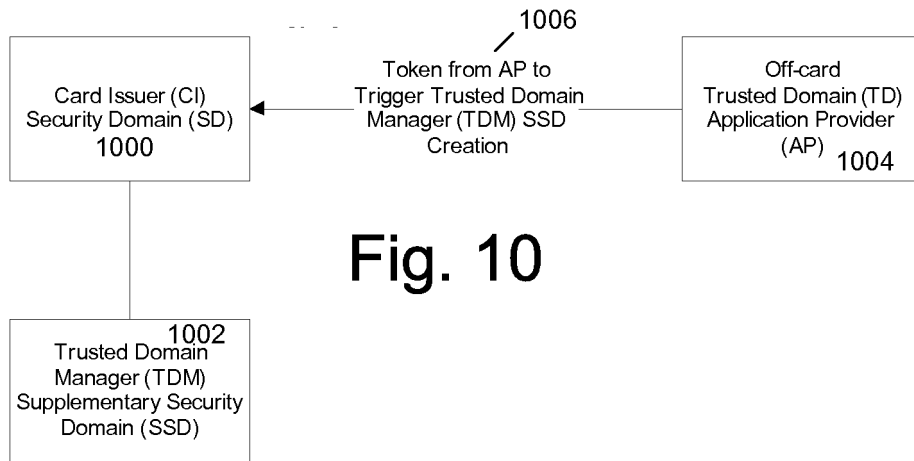 1006
Card Issuer (CI)
Security Domain (SD)
1000
Token from AP to
Trigger Trusted Domain
Manager (TDM) SSD
Creation
Off-card
Trusted Domain (TD)
Application Provider
(AP)
1004
Fig. 10
1002
Trusted Domain
Manager (TDM)
Supplementary Security
Domain (SSD)